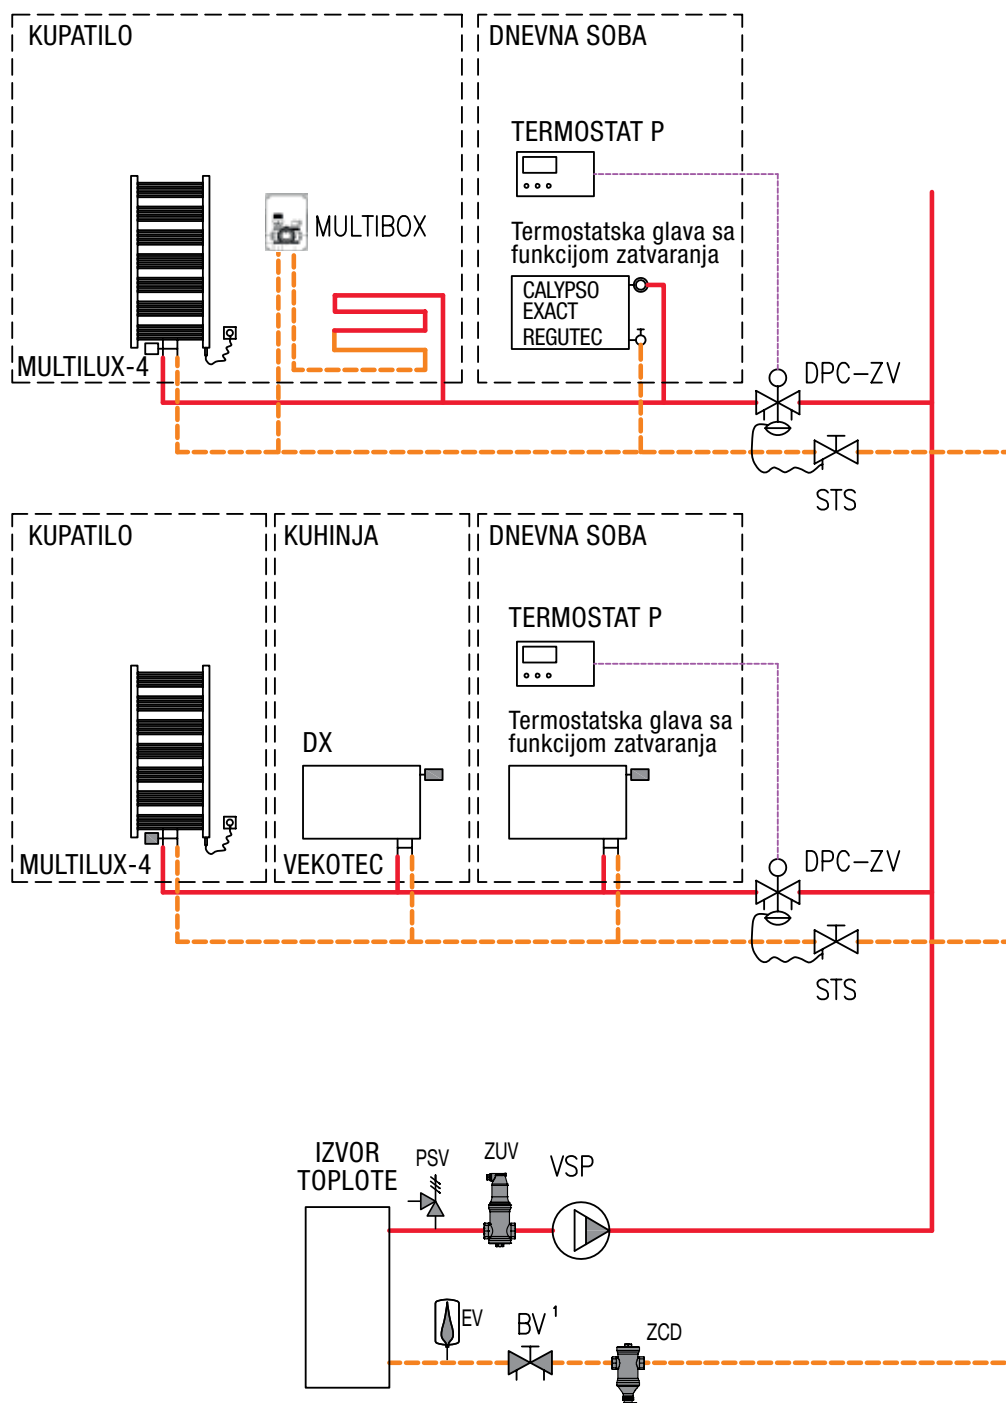 KUPATILO
DNEVNA SOBA
TERMOSTAT P
MULTIBOX
Termostatska glava sa
funkcijom zatvaranja
CALYPSO
EXACT
REGUTEC
MULTILUX-4
DPC-ZV
STS
KUPATILO
KUHINJA
DNEVNA SOBA
TERMOSTAT P
Termostatska glava sa
funkcijom zatvaranja
DX
MULTILUX-4
VEKOTEC
DPC-ZV
STS
IZVOR
TOPLOTE
PSV
ZUV
VSP
EV
BV 1
ZCD